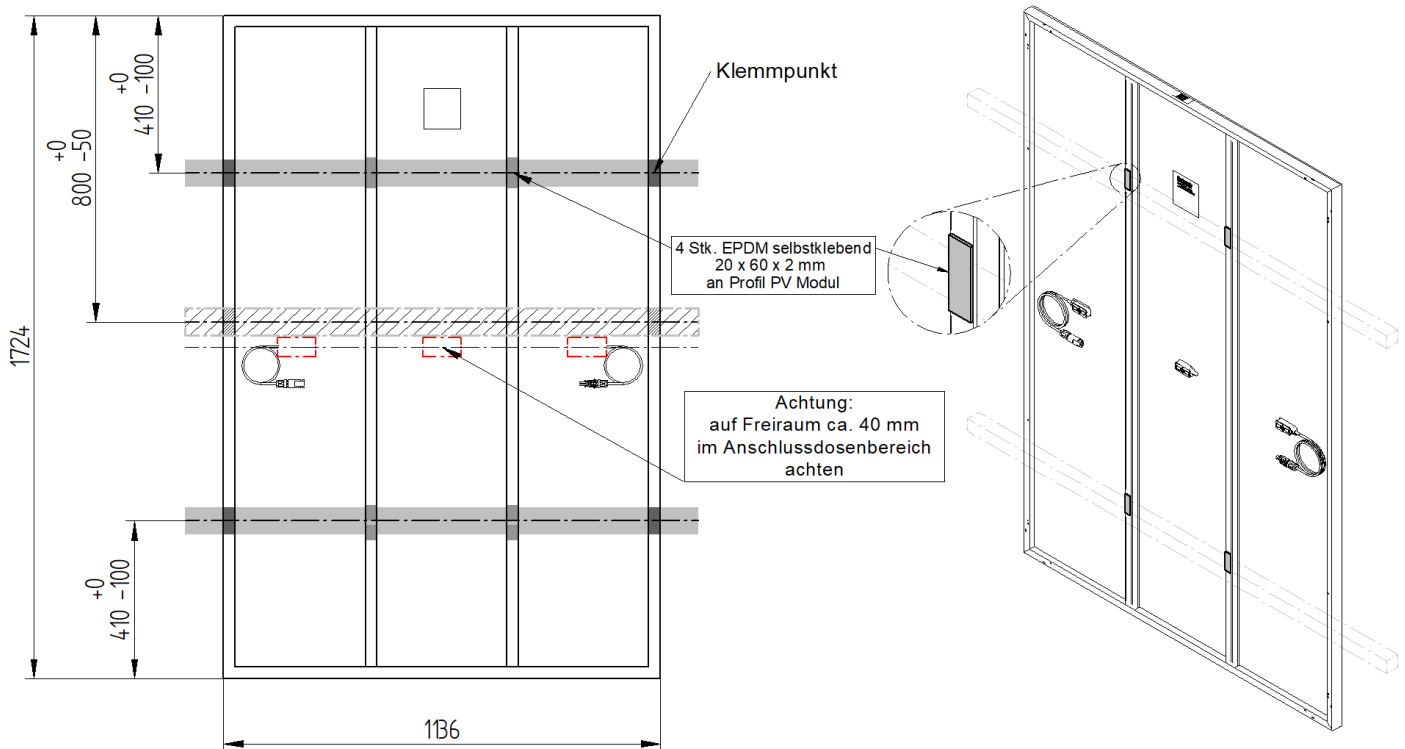 +0
410 -100
+0
800 -50
1724
+0
410 -100
1136
Klemmpunkt
4 Stk. EPDM selbstklebend
20 x 60 x 2 mm
an Profil PV Modul
Achtung:
auf Freiraum ca. 40 mm
im Anschlussdosenbereich
achten